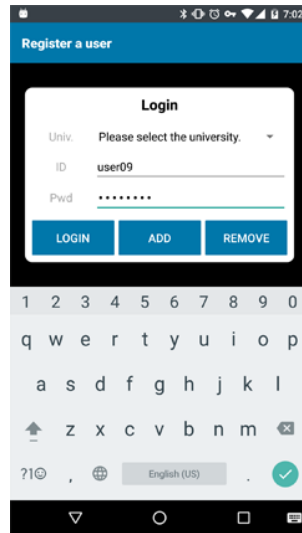 7:02
Register a user
Login
Univ. Please select the university.
ID user09
Pwd ••••••••
LOGIN ADD REMOVE
1 2 3 4 5 6 7 8 9 0
q w e r t y u i o p
a s d f g h j k l
z x c v b n m
?1☺ , English (US) .